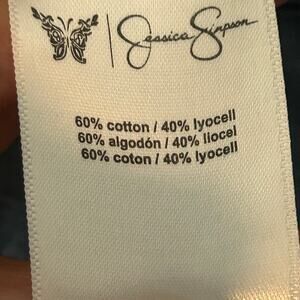 Jessica Simpson
60% cotton / 40% lyocell
60% algodón / 40% liocel
60% coton / 40% lyocell